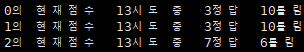 0의 현 재 점 수 13시 도 중 3정 답 10틀 림
1의 현 재 점 수 13시 도 중 3정 답 10틀 림
2의 현 재 점 수 13시 도 중 7정 답 6틀 림